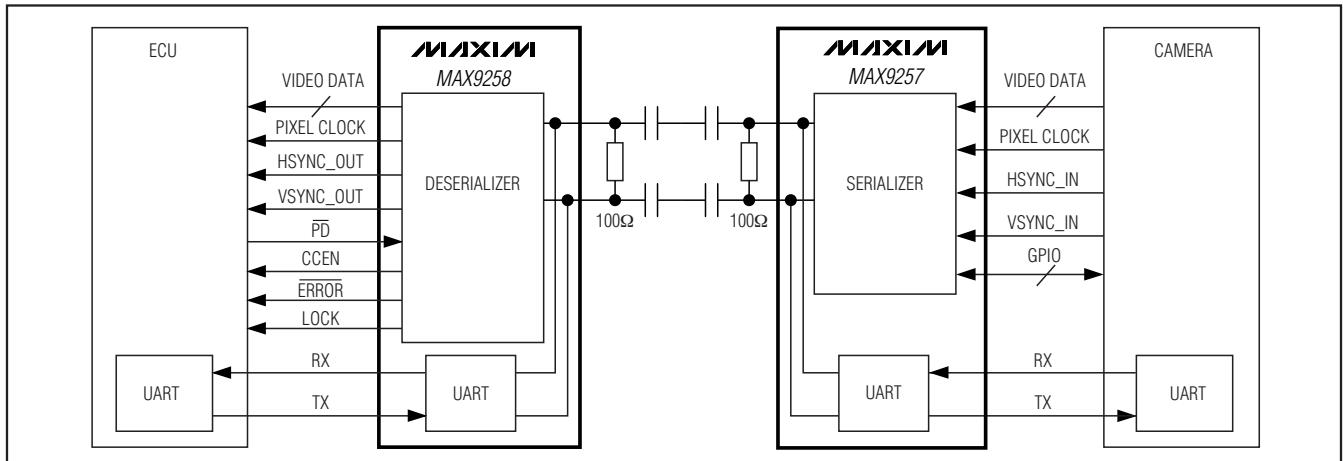 ECU
MAXIM
MAX9258
VIDEO DATA
PIXEL CLOCK
HSYNC_OUT
VSYNC_OUT
PD
CCEN
ERROR
LOCK
DESERIALIZER
RX
TX
UART
UART
100Ω
100Ω
MAXIM
MAX9257
SERIALIZER
UART
CAMERA
VIDEO DATA
PIXEL CLOCK
HSYNC_IN
VSYNC_IN
GPIO
RX
TX
UART